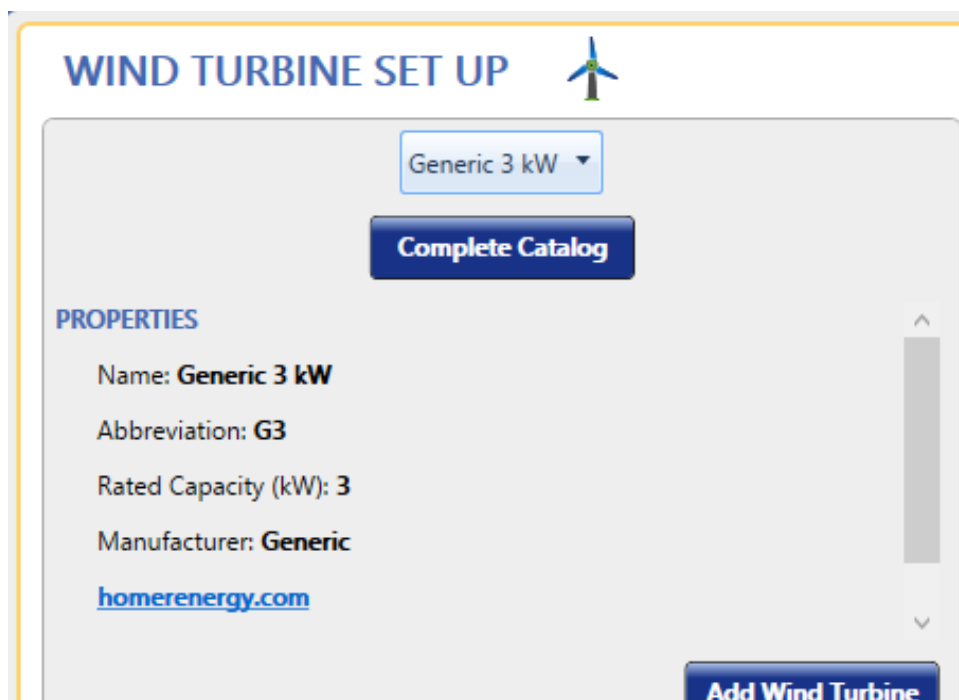 WIND TURBINE SET UP
Generic 3 kW
Complete Catalog
PROPERTIES
Name: Generic 3 kW
Abbreviation: G3
Rated Capacity (kW): 3
Manufacturer: Generic
homerenergy.com
Add Wind Turbine